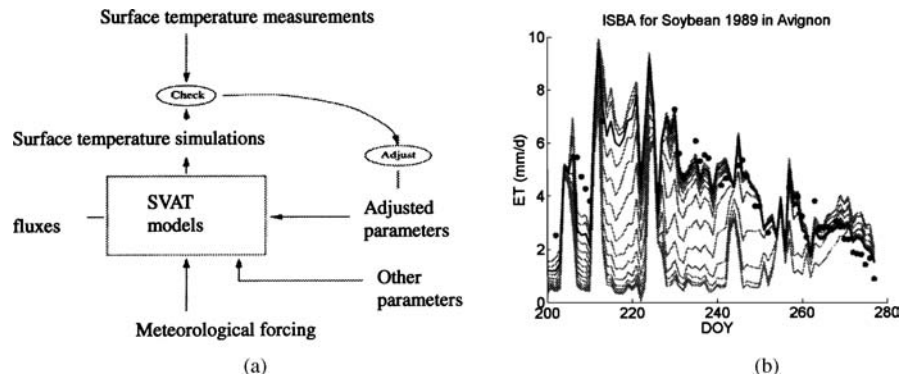 Surface temperature measurements
Check
Surface temperature simulations
Adjust
SVAT
models
fluxes
Adjusted
parameters
Other
parameters
Meteorological forcing
(a)
ISBA for Soybean 1989 in Avignon
ET (mm/d)
10
8
6
4
2
0
200
220
240
260
280
DOY
(b)